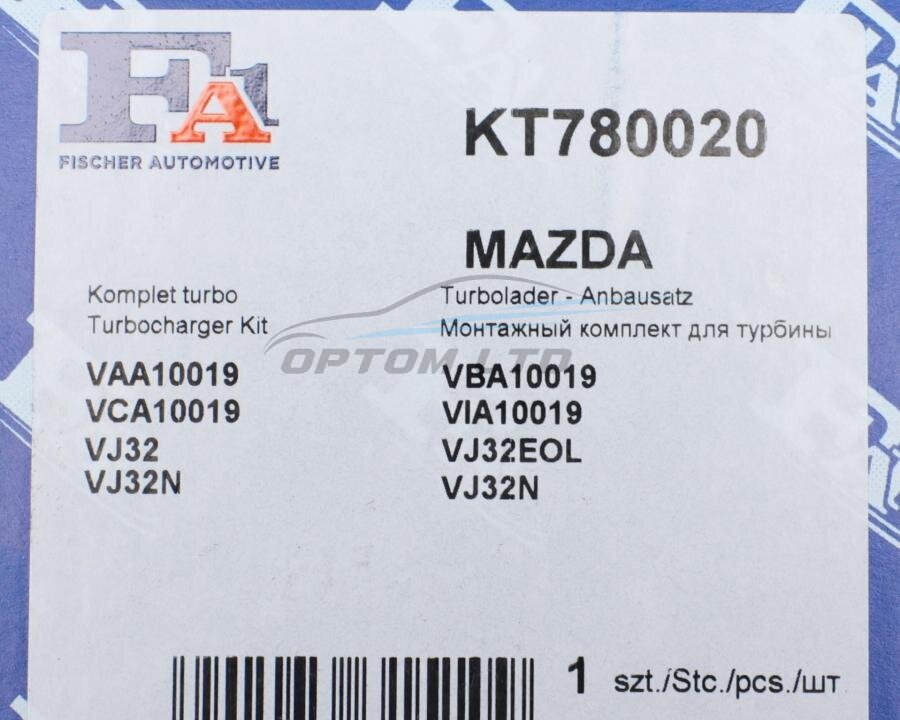 FA1
FISCHER AUTOMOTIVE
KT780020
MAZDA
Komplet turbo
Turbocharger Kit
Turbolader - Anbausatz
Монтажный комплект для турбины
OPTOM LTD
VAA10019
VCA10019
VJ32
VJ32N
VBA10019
VIA10019
VJ32EOL
VJ32N
1 szt./Stc./pcs./шт